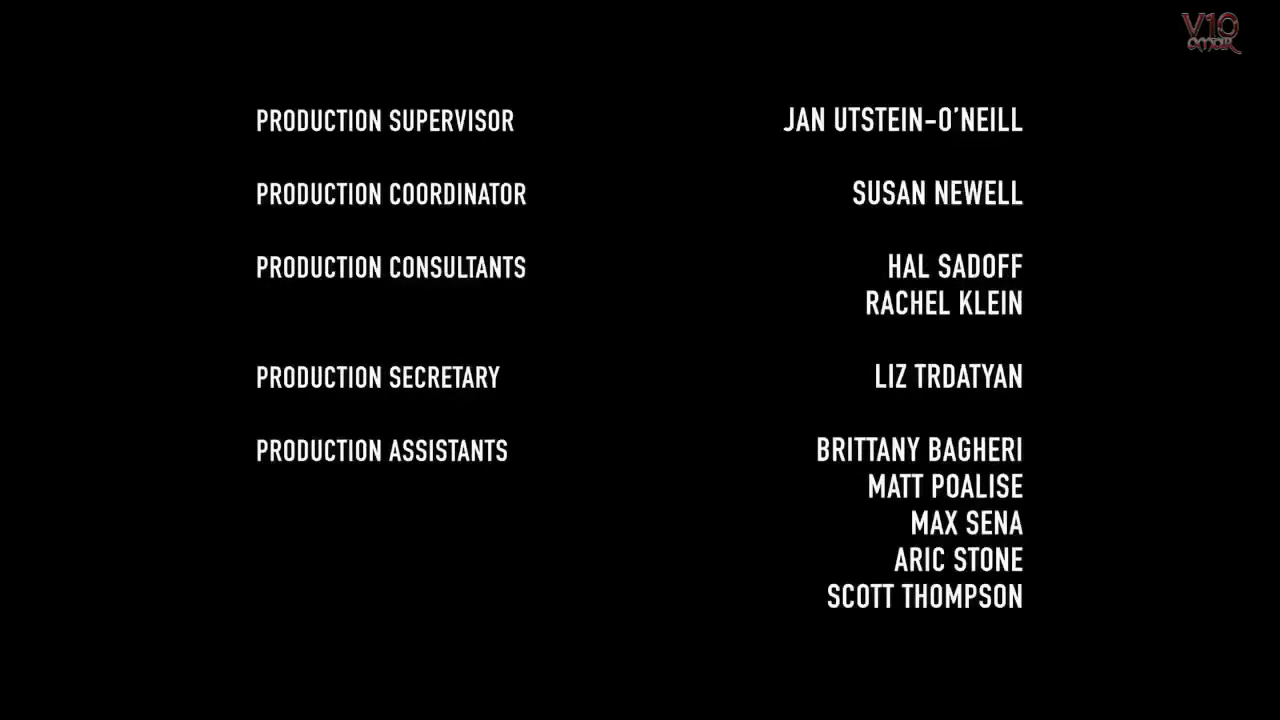 V10
OMAR
PRODUCTION SUPERVISOR JAN UTSTEIN-O'NEILL
PRODUCTION COORDINATOR SUSAN NEWELL
PRODUCTION CONSULTANTS HAL SADOFF
RACHEL KLEIN
PRODUCTION SECRETARY LIZ TRDATYAN
PRODUCTION ASSISTANTS BRITTANY BAGHERI
MATT POALISE
MAX SENA
ARIC STONE
SCOTT THOMPSON